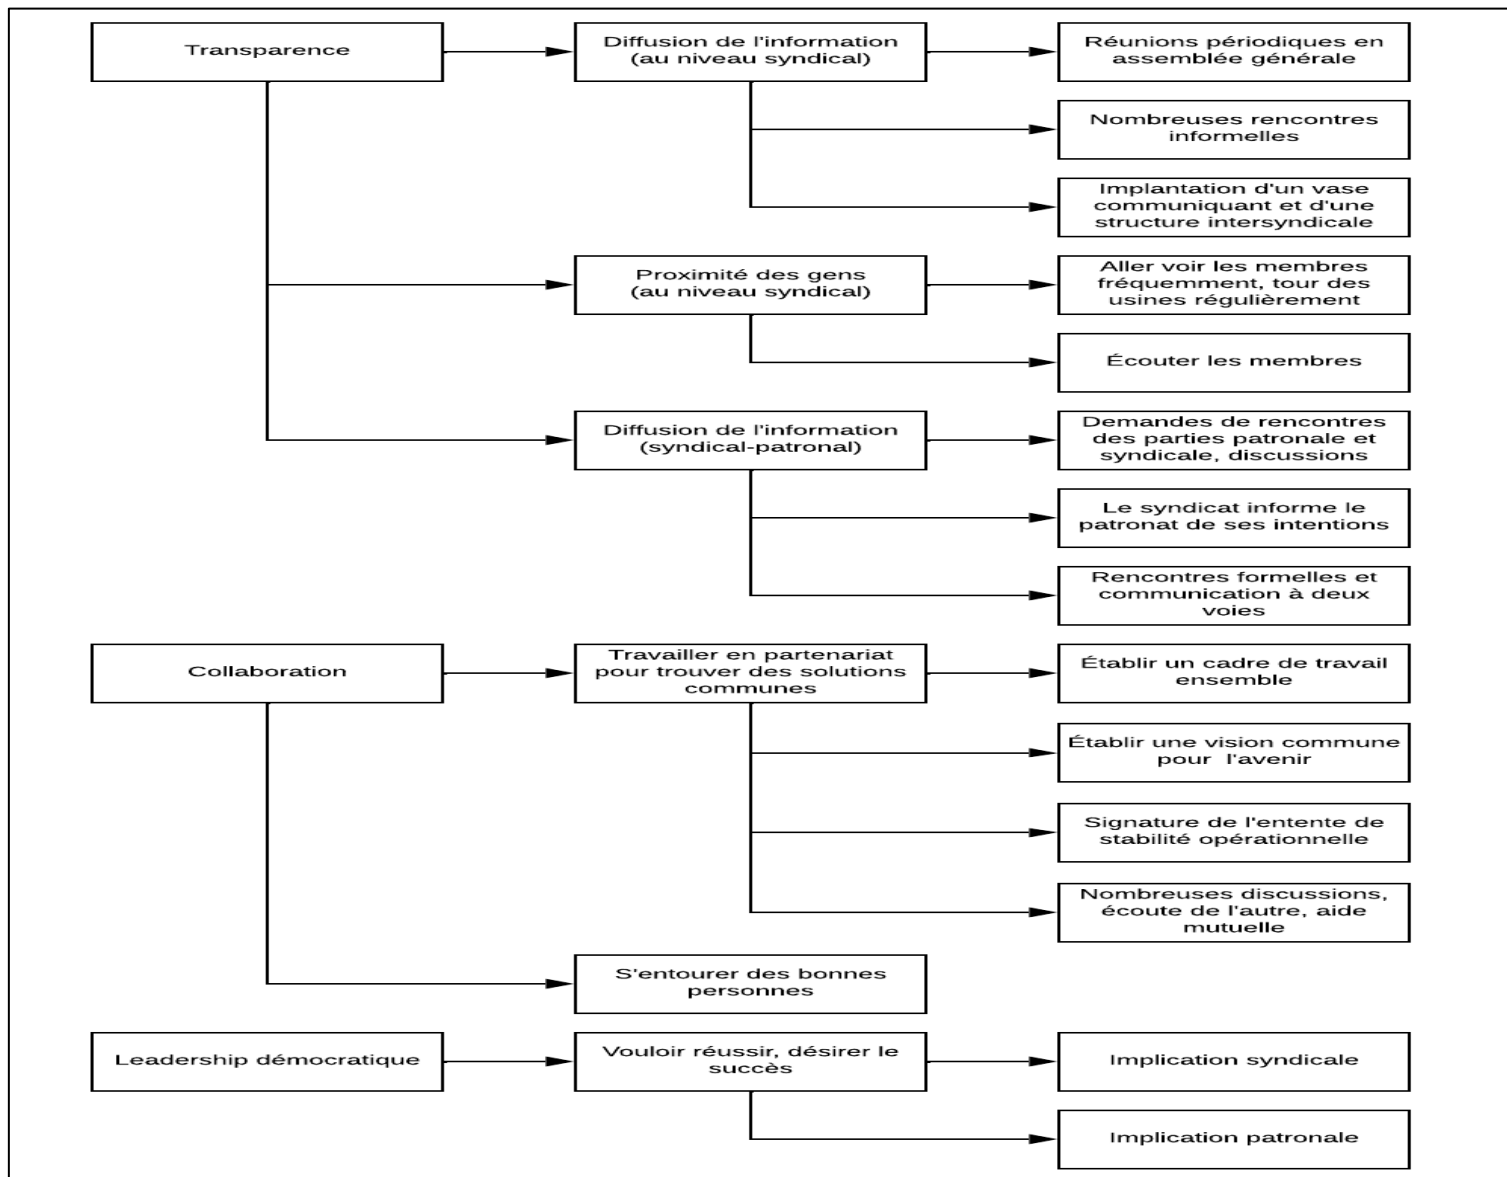 Transparence
Diffusion de l'information
(au niveau syndical)
Réunions périodiques en
assemblée générale
Nombreuses rencontres
informelles
Implantation d'un vase
communiquant et d'une
structure intersyndicale
Proximité des gens
(au niveau syndical)
Aller voir les membres
fréquemment, tour des
usines régulièrement
Écouter les membres
Diffusion de l'information
(syndical-patronal)
Demandes de rencontres
des parties patronale et
syndicale, discussions
Le syndicat informe le
patronat de ses intentions
Rencontres formelles et
communication à deux
voies
Collaboration
Travailler en partenariat
pour trouver des solutions
communes
Établir un cadre de travail
ensemble
Établir une vision commune
pour  l'avenir
Signature de l'entente de
stabilité opérationnelle
Nombreuses discussions,
écoute de l'autre, aide
mutuelle
S'entourer des bonnes
personnes
Leadership démocratique
Vouloir réussir, désirer le
succès
Implication syndicale
Implication patronale